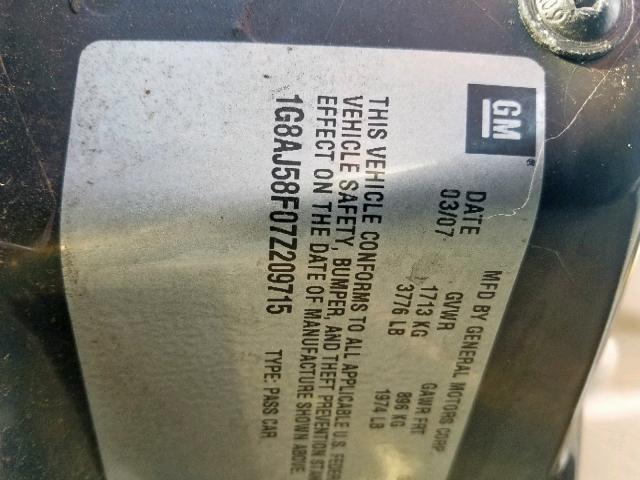 GM
MFD BY GENERAL MOTORS CORP
DATE GVWR GAWR FRT
03/07 1713 KG 896 KG
3776 LB 1974 LB
THIS VEHICLE CONFORMS TO ALL APPLICABLE U.S.
VEHICLE SAFETY, BUMPER, AND THEFT PREVENTION
EFFECT ON THE DATE OF MANUFACTURE SHOWN ABOVE.
1G8AJ58F07Z209715 TYPE: PASS CAR